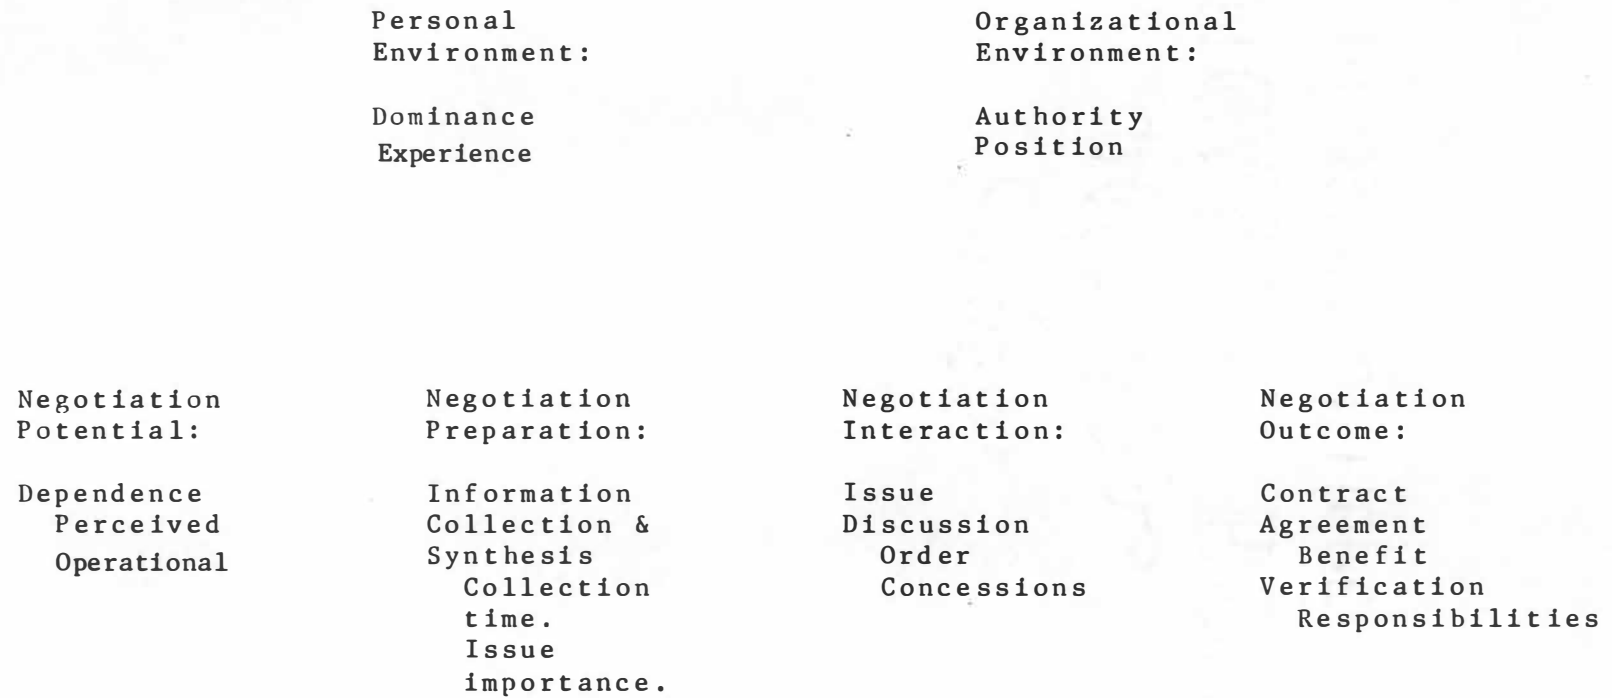 Personal
Environment:
Dominance
Experience
Organizational
Environment:
Authority
Position
Negotiation
Potential:
Dependence
Perceived
Operational
Negotiation
Preparation:
Information
Collection &
Synthesis
Collection
time.
Issue
importance.
Negotiation
Interaction:
Issue
Discussion
Order
Concessions
Negotiation
Outcome:
Contract
Agreement
Benefit
Verification
Responsibilities